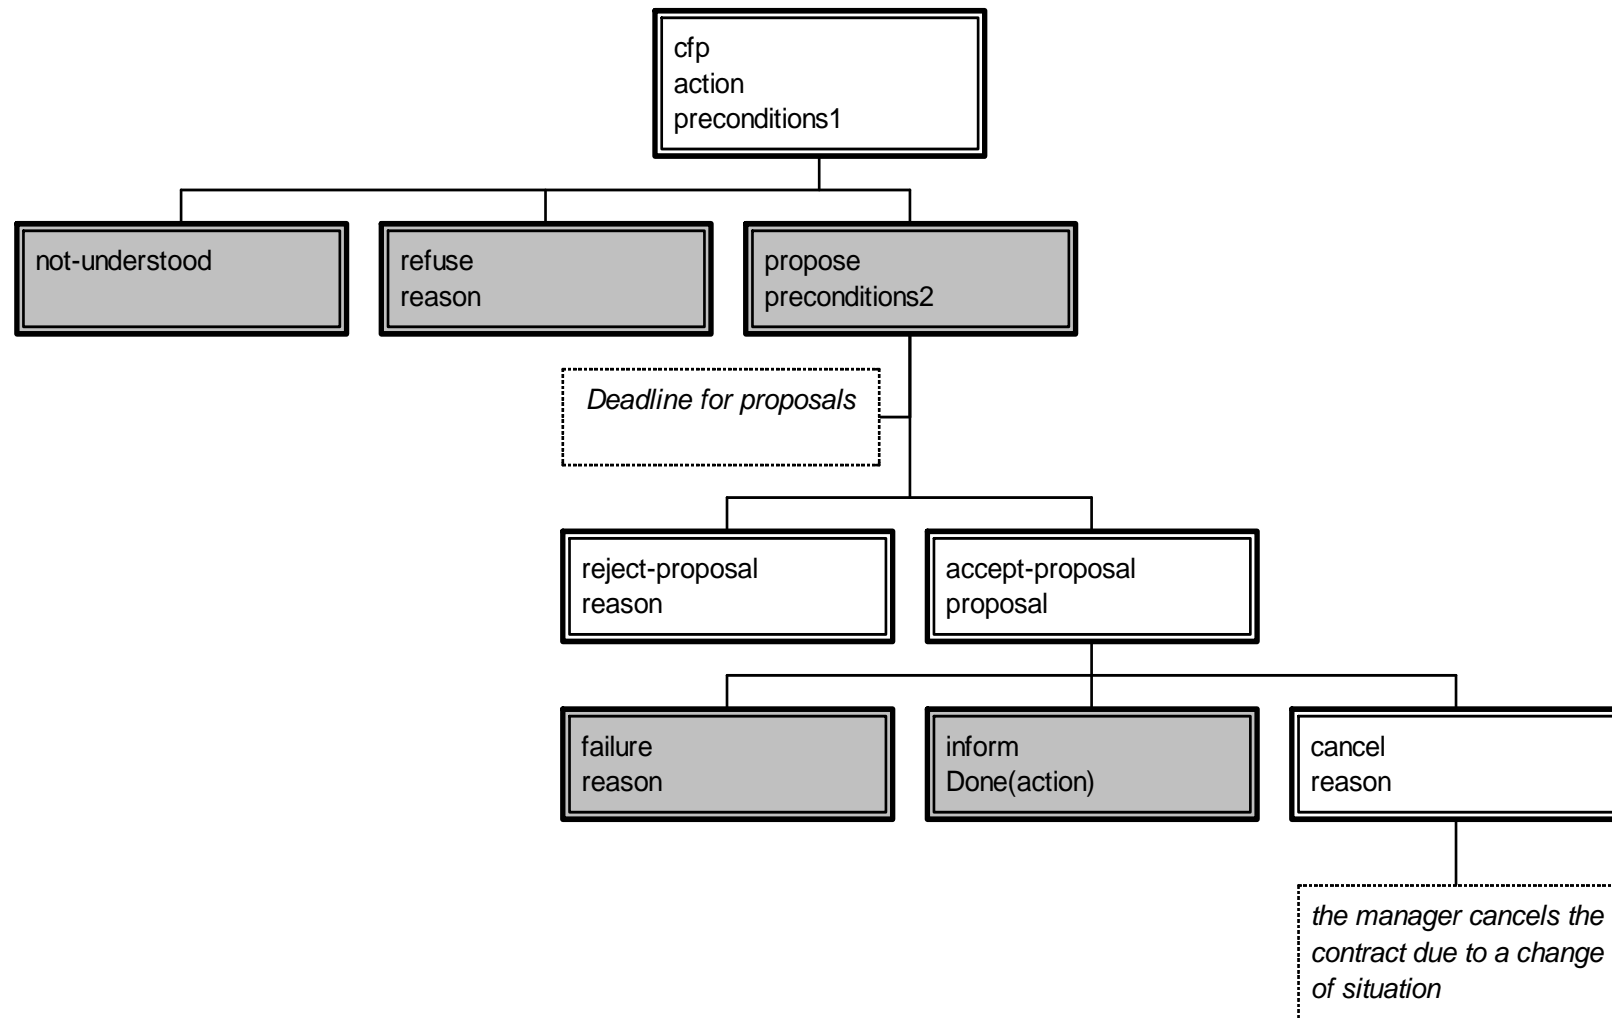 cfp
action
preconditions1
not-understood
refuse
reason
propose
preconditions2
Deadline for proposals
reject-proposal
reason
accept-proposal
proposal
failure
reason
inform
Done(action)
cancel
reason
the manager cancels the
contract due to a change
of situation